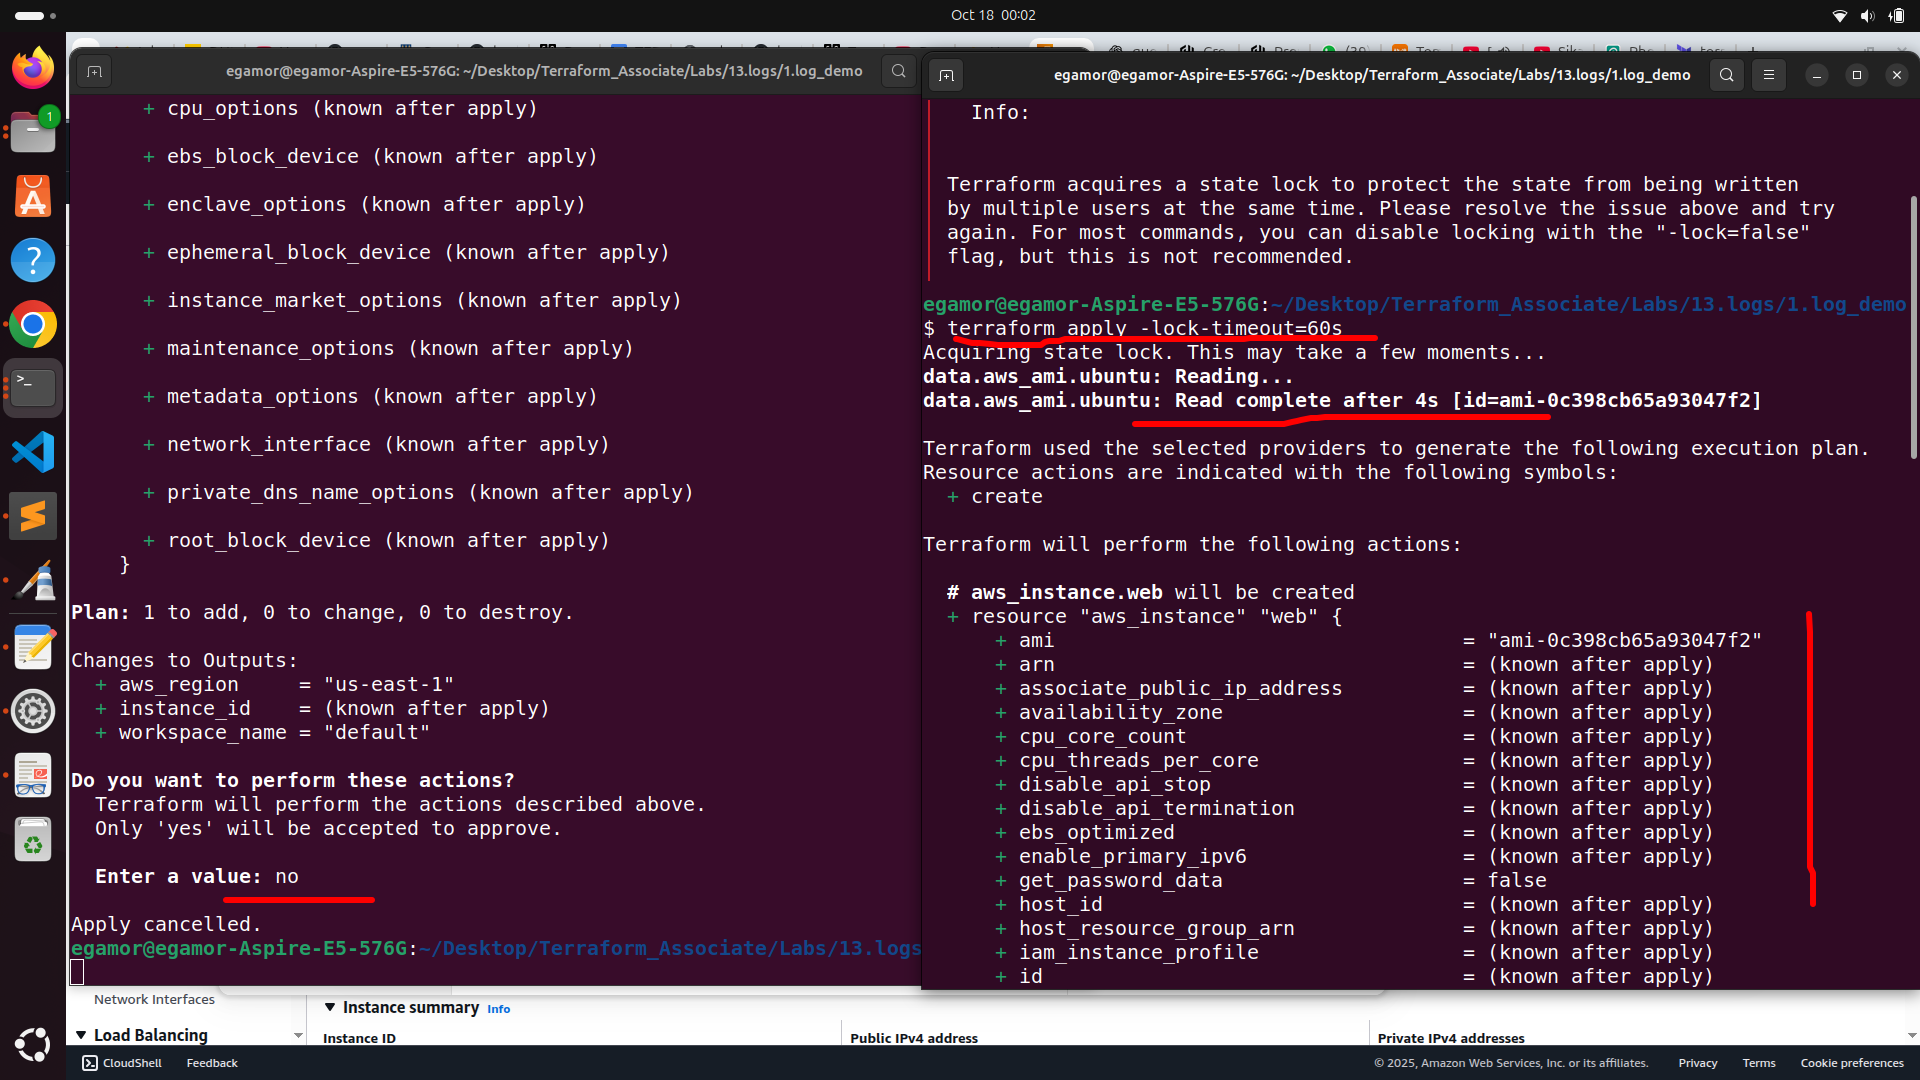 Oct 18 00:02
egamor@egamor-Aspire-E5-576G: ~/Desktop/Terraform_Associate/Labs/13.logs/1.log_demo
+ cpu_options (known after apply)
+ ebs_block_device (known after apply)
+ enclave_options (known after apply)
+ ephemeral_block_device (known after apply)
+ instance_market_options (known after apply)
+ maintenance_options (known after apply)
+ metadata_options (known after apply)
+ network_interface (known after apply)
+ private_dns_name_options (known after apply)
+ root_block_device (known after apply)
}
Plan: 1 to add, 0 to change, 0 to destroy.
Changes to Outputs:
+ aws_region = "us-east-1"
+ instance_id = (known after apply)
+ workspace_name = "default"
Do you want to perform these actions?
Terraform will perform the actions described above.
Only 'yes' will be accepted to approve.
Enter a value: no
Apply cancelled.
egamor@egamor-Aspire-E5-576G:~/Desktop/Terraform_Associate/Labs/13.logs
egamor@egamor-Aspire-E5-576G: ~/Desktop/Terraform_Associate/Labs/13.logs/1.log_demo
Info:
Terraform acquires a state lock to protect the state from being written
by multiple users at the same time. Please resolve the issue above and try
again. For most commands, you can disable locking with the "-lock=false"
flag, but this is not recommended.
egamor@egamor-Aspire-E5-576G:~/Desktop/Terraform_Associate/Labs/13.logs/1.log_demo
$ terraform apply -lock-timeout=60s
Acquiring state lock. This may take a few moments...
data.aws_ami.ubuntu: Reading...
data.aws_ami.ubuntu: Read complete after 4s [id=ami-0c398cb65a93047f2]
Terraform used the selected providers to generate the following execution plan.
Resource actions are indicated with the following symbols:
+ create
Terraform will perform the following actions:
# aws_instance.web will be created
+ resource "aws_instance" "web" {
+ ami = "ami-0c398cb65a93047f2"
+ arn = (known after apply)
+ associate_public_ip_address = (known after apply)
+ availability_zone = (known after apply)
+ cpu_core_count = (known after apply)
+ cpu_threads_per_core = (known after apply)
+ disable_api_stop = (known after apply)
+ disable_api_termination = (known after apply)
+ ebs_optimized = (known after apply)
+ enable_primary_ipv6 = (known after apply)
+ get_password_data = false
+ host_id = (known after apply)
+ host_resource_group_arn = (known after apply)
+ iam_instance_profile = (known after apply)
+ id = (known after apply)
1
Network Interfaces
Load Balancing
Instance summary Info
Instance ID
Public IPv4 address
Private IPv4 addresses
CloudShell Feedback
© 2025, Amazon Web Services, Inc. or its affiliates. Privacy Terms Cookie preferences